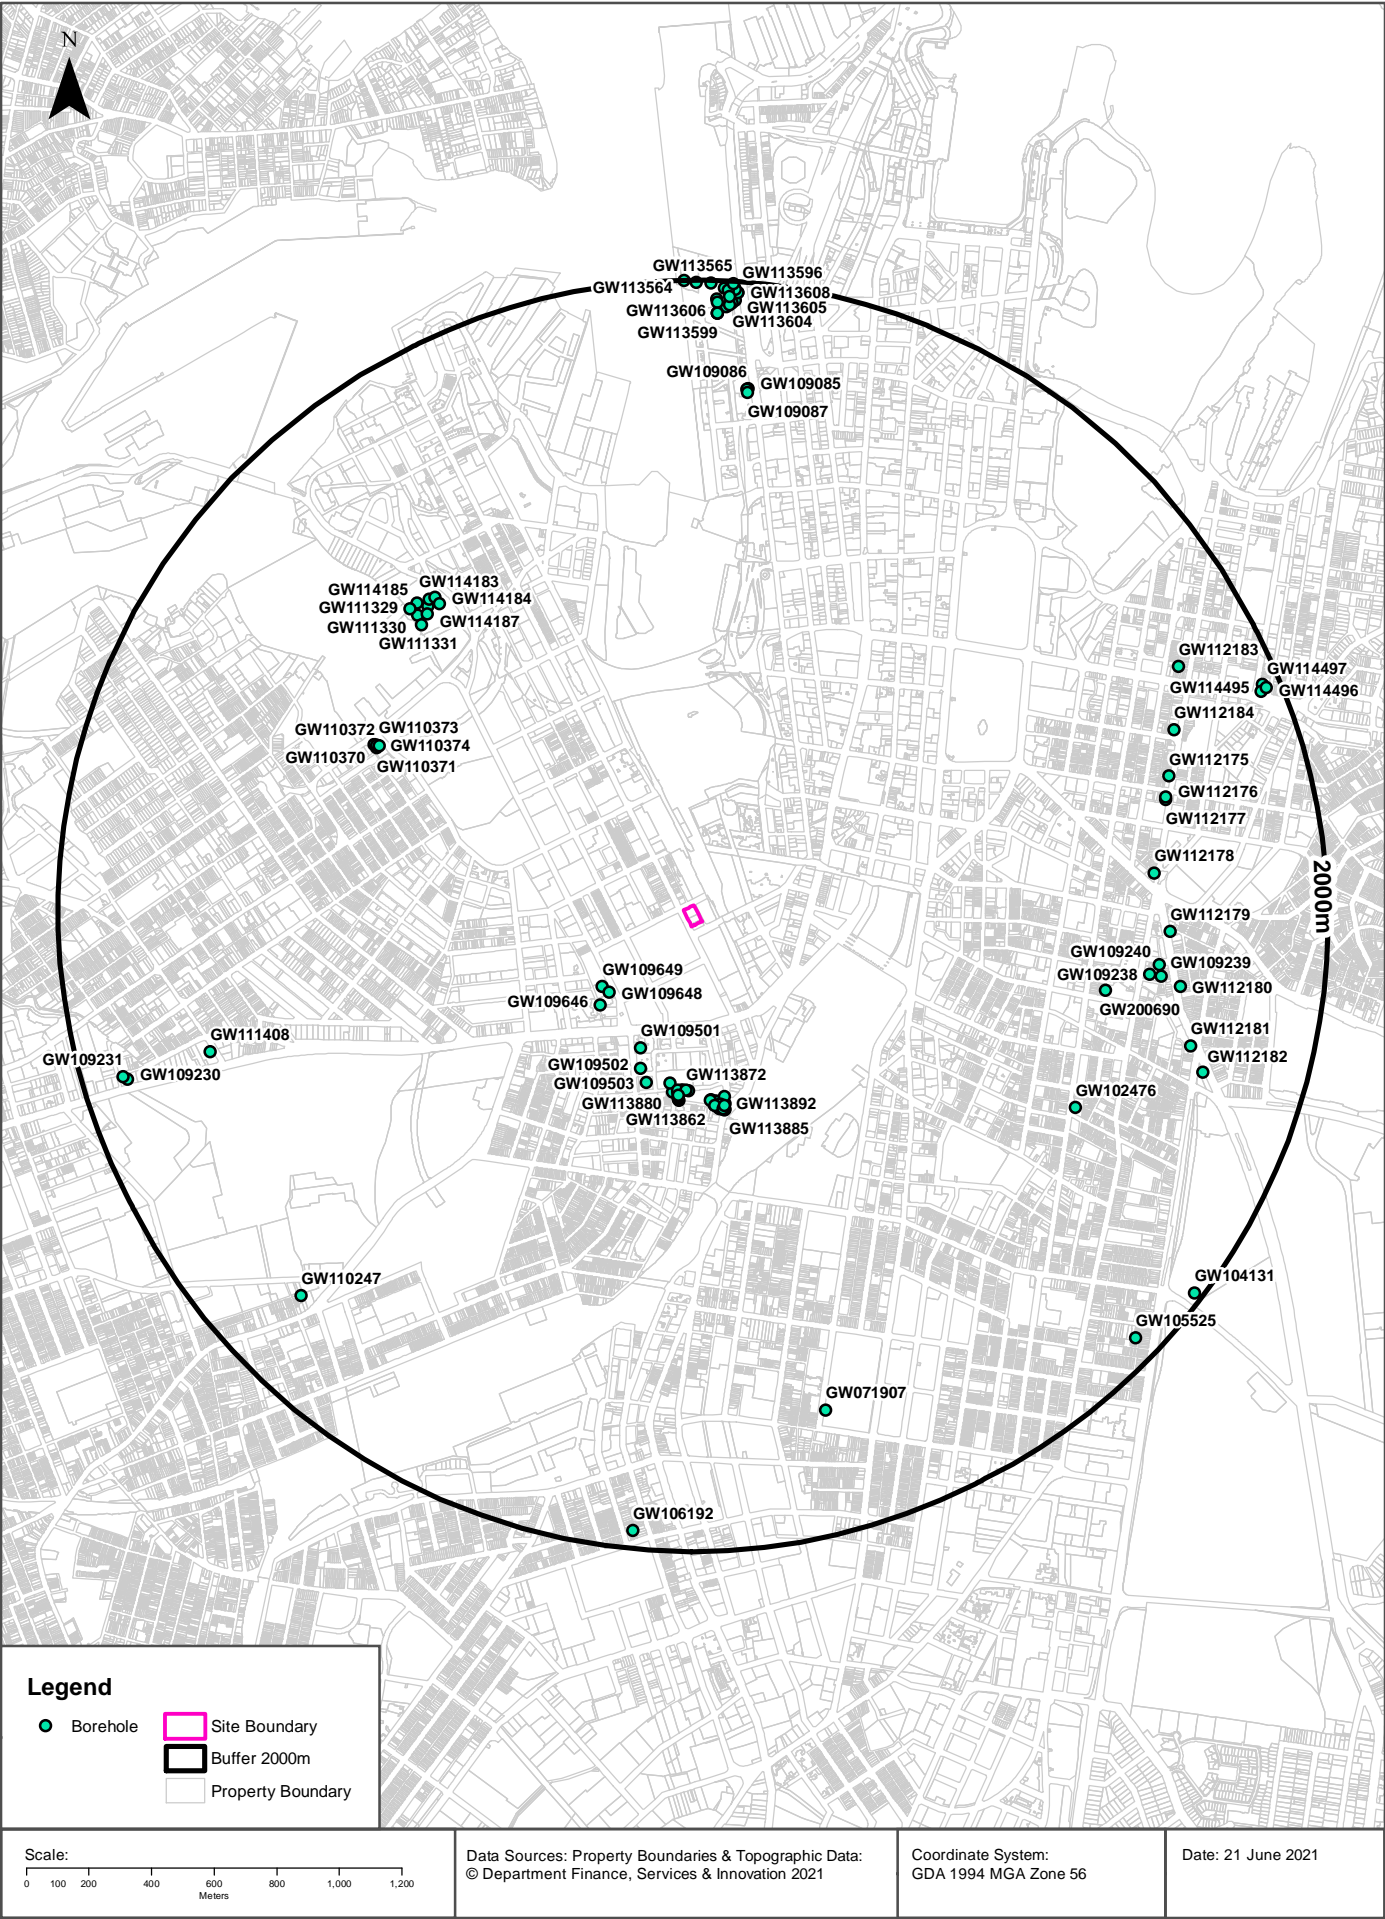 N
GW113565
GW113596
GW113564
GW113608
GW113606
GW113605
GW113604
GW113599
GW109086
GW109085
GW109087
GW114183
GW114185
GW114184
GW111329
GW114187
GW111330
GW111331
GW112183
GW114497
GW114495
GW114496
GW112184
GW110372
GW110373
GW110374
GW110370
GW110371
GW112175
GW112176
GW112177
GW112178
2000m
GW112179
GW109240
GW109239
GW109238
GW112180
GW200690
GW109649
GW109648
GW109646
GW111408
GW109501
GW112181
GW109231
GW109230
GW109502
GW113872
GW112182
GW109503
GW102476
GW113880
GW113892
GW113862
GW113885
GW110247
GW104131
GW105525
GW071907
GW106192
Legend
Borehole
Site Boundary
Buffer 2000m
Property Boundary
Scale:
0 100 200 400 600 800 1,000 1,200
Meters
Data Sources: Property Boundaries & Topographic Data:
© Department Finance, Services & Innovation 2021
Coordinate System:
GDA 1994 MGA Zone 56
Date: 21 June 2021